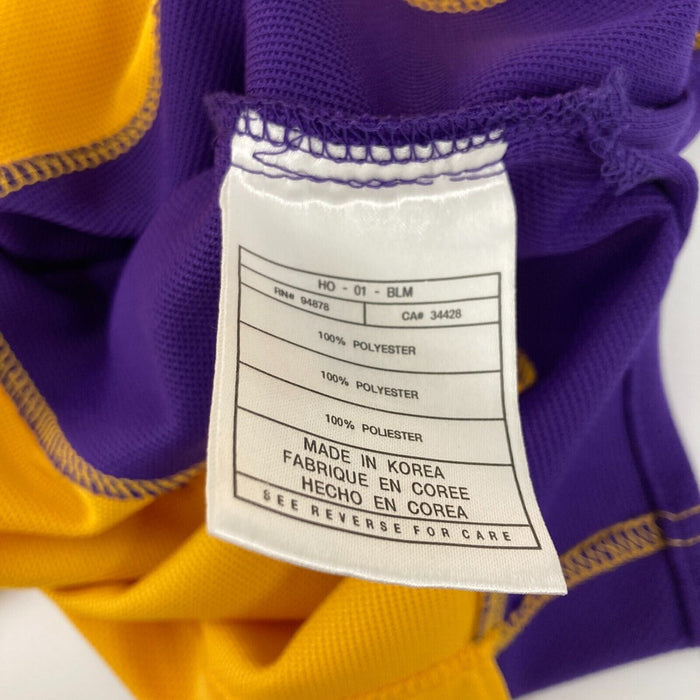 HO - 01 - BLM
RN# 94878 CA# 34428
100% POLYESTER
100% POLYESTER
100% POLIESTER
MADE IN KOREA
FABRIQUE EN COREE
HECHO EN COREA
SEE REVERSE FOR CARE